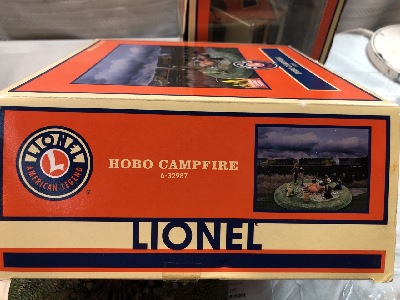 LIONEL
L
AMERICAN LEGEND
HOBO CAMPFIRE
6-32987
LIONEL